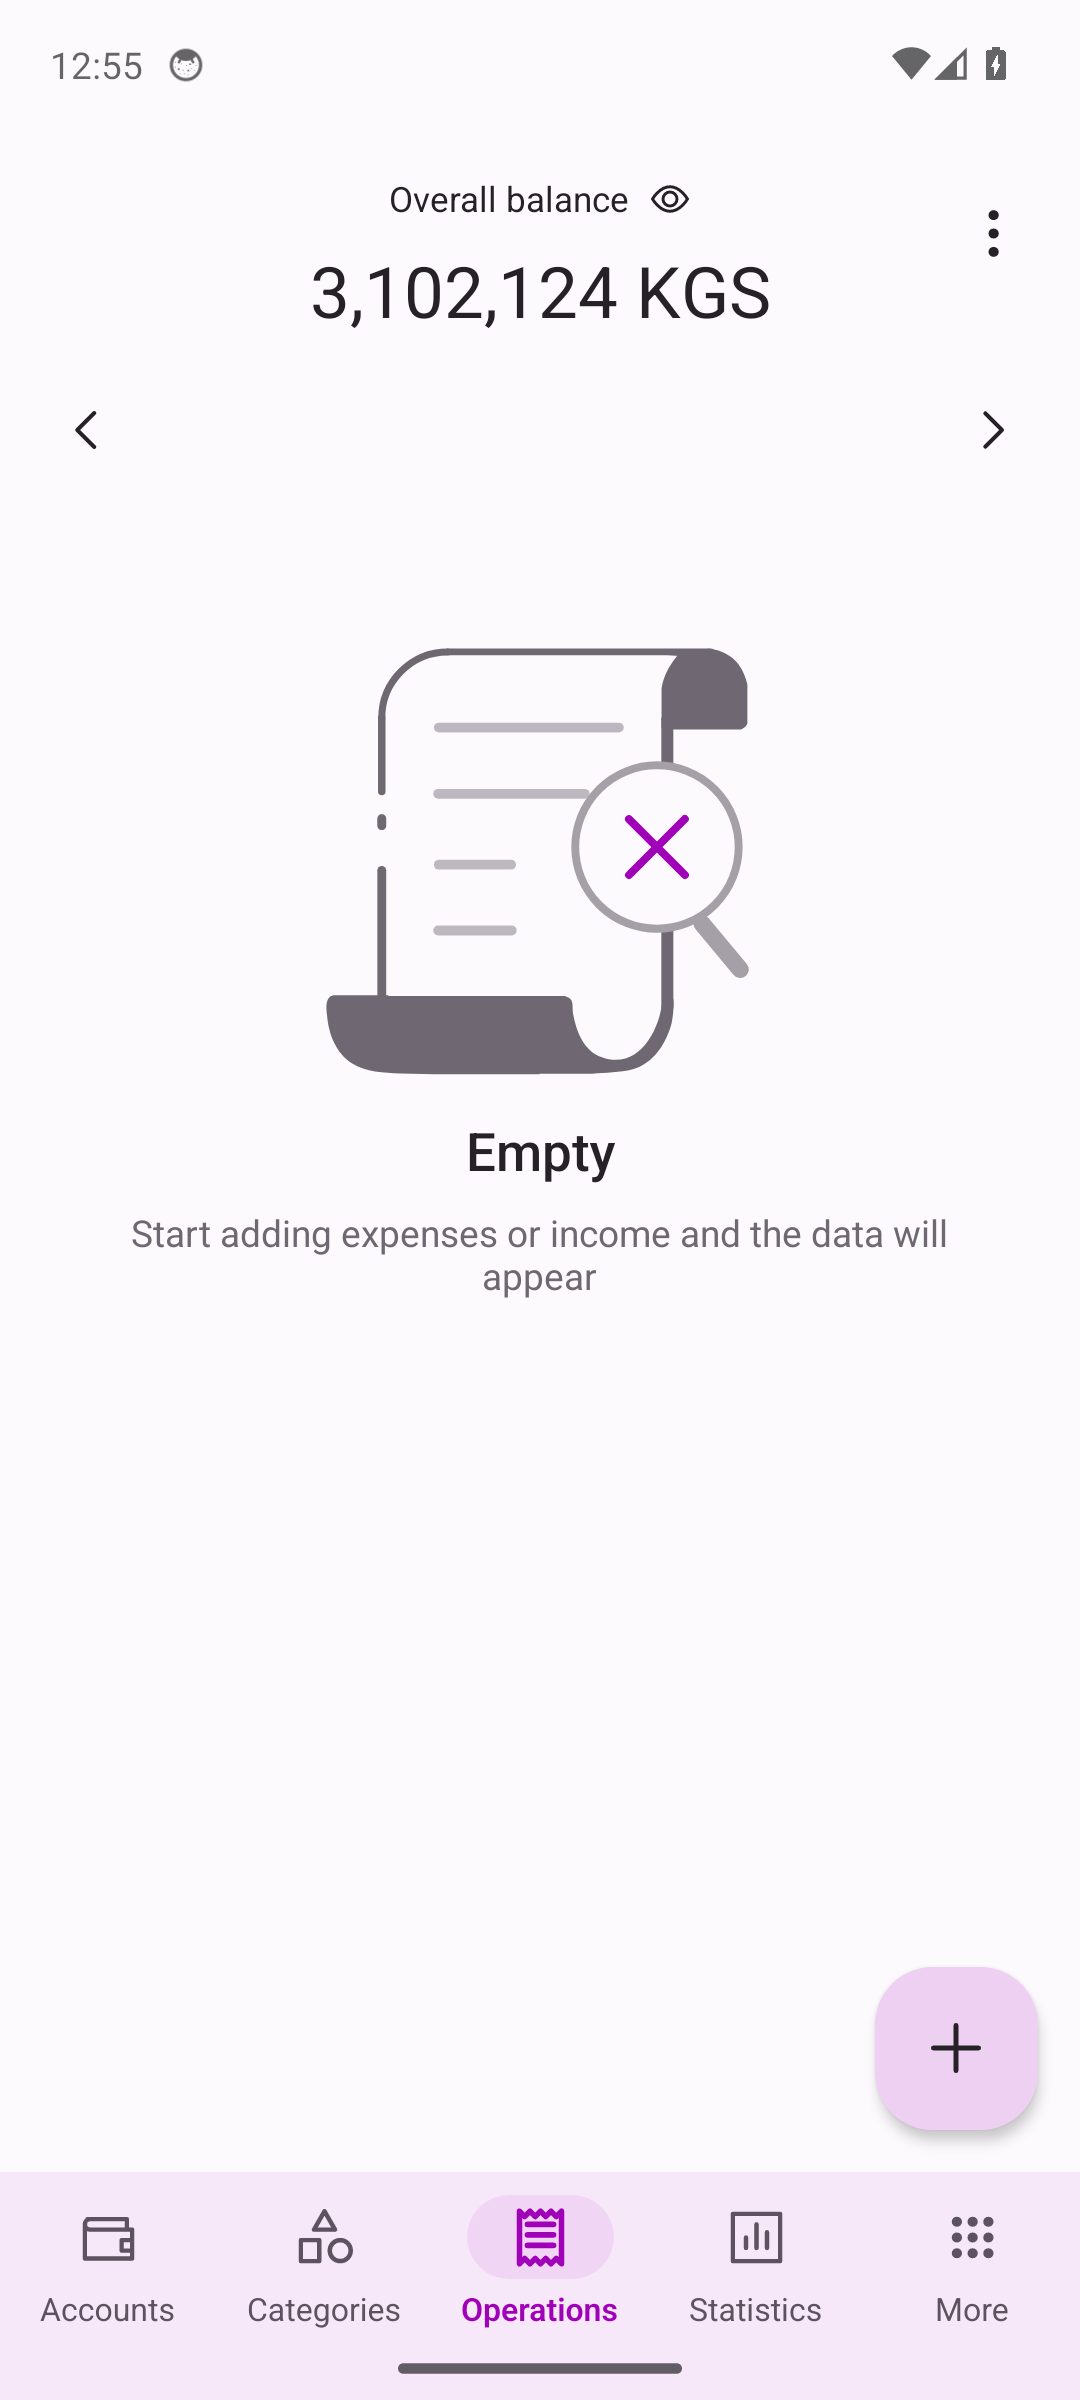 12:55
Overall balance
3,102,124 KGS
Empty
Start adding expenses or income and the data will
appear
Accounts
Categories
Operations
Statistics
More